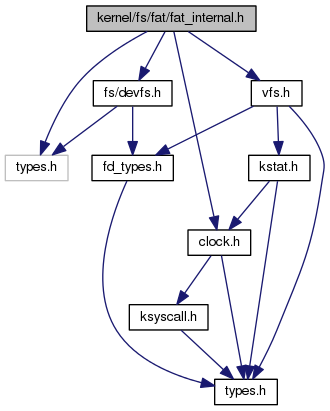 kernel/fs/fat/fat_internal.h
fs/devfs.h
vfs.h
types.h
fd_types.h
kstat.h
clock.h
ksyscall.h
types.h